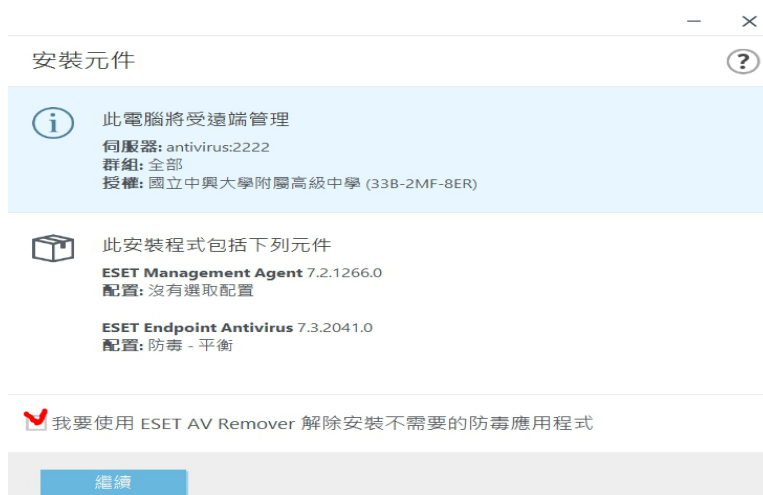 安裝元件
?
此電腦將受遠端管理
伺服器: antivirus:2222
群組: 全部
授權: 國立中興大學附屬高級中學 (33B-2MF-8ER)
此安裝程式包括下列元件
ESET Management Agent 7.2.1266.0
配置: 沒有選取配置
ESET Endpoint Antivirus 7.3.2041.0
配置: 防毒 - 平衡
我要使用 ESET AV Remover 解除安裝不需要的防毒應用程式
繼續